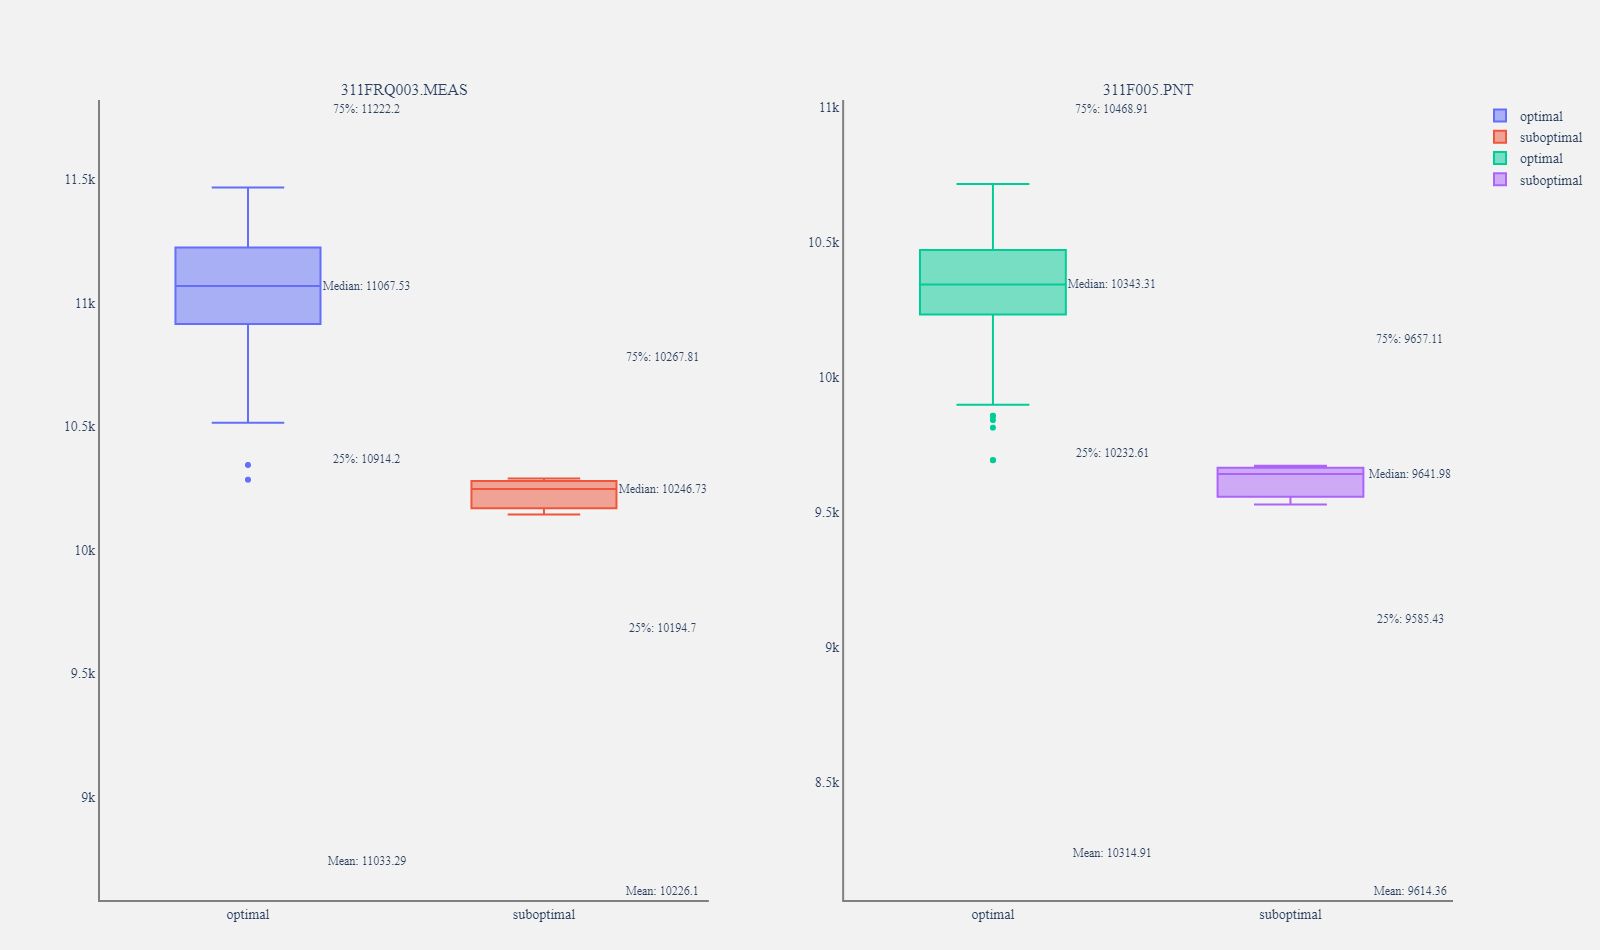 311FRQ003.MEAS
75%: 11222.2
11.5k
Median: 11067.53
11k
75%: 10267.81
10.5k
25%: 10914.2
Median: 10246.73
10k
25%: 10194.7
9.5k
9k
Mean: 11033.29
Mean: 10226.1
optimal
suboptimal
311F005.PNT
11k
75%: 10468.91
10.5k
Median: 10343.31
75%: 9657.11
10k
25%: 10232.61
Median: 9641.98
9.5k
25%: 9585.43
9k
8.5k
Mean: 10314.91
Mean: 9614.36
optimal
suboptimal
optimal
suboptimal
optimal
suboptimal